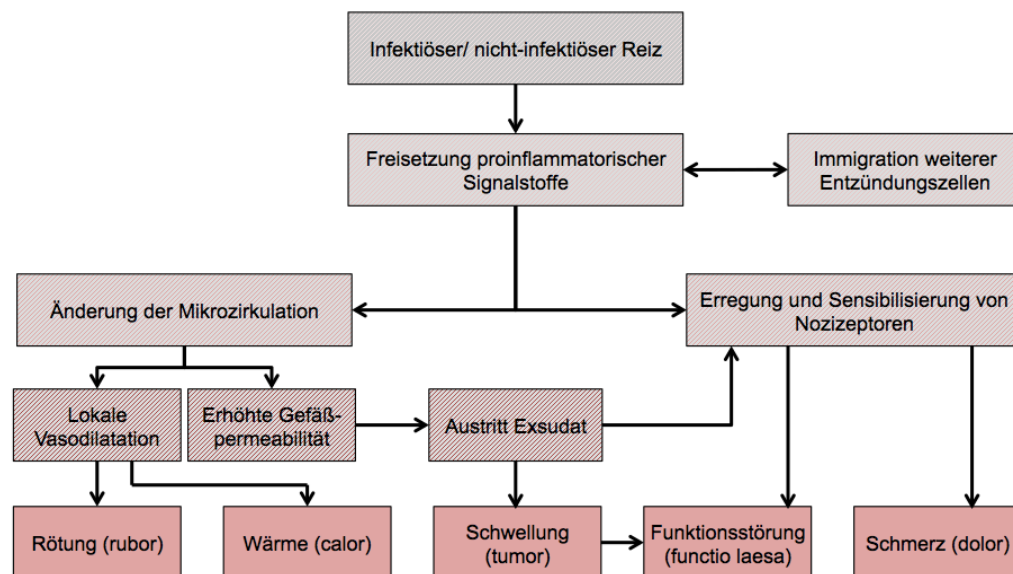 Infektiöser/ nicht-infektiöser Reiz
Freisetzung proinflammatorischer
Signalstoffe
Immigration weiterer
Entzündungszellen
Änderung der Mikrozirkulation
Erregung und Sensibilisierung von
Nozizeptoren
Lokale
Vasodilatation
Erhöhte Gefäß-
permeabilität
Austritt Exsudat
Rötung (rubor)
Wärme (calor)
Schwellung
(tumor)
Funktionsstörung
(functio laesa)
Schmerz (dolor)